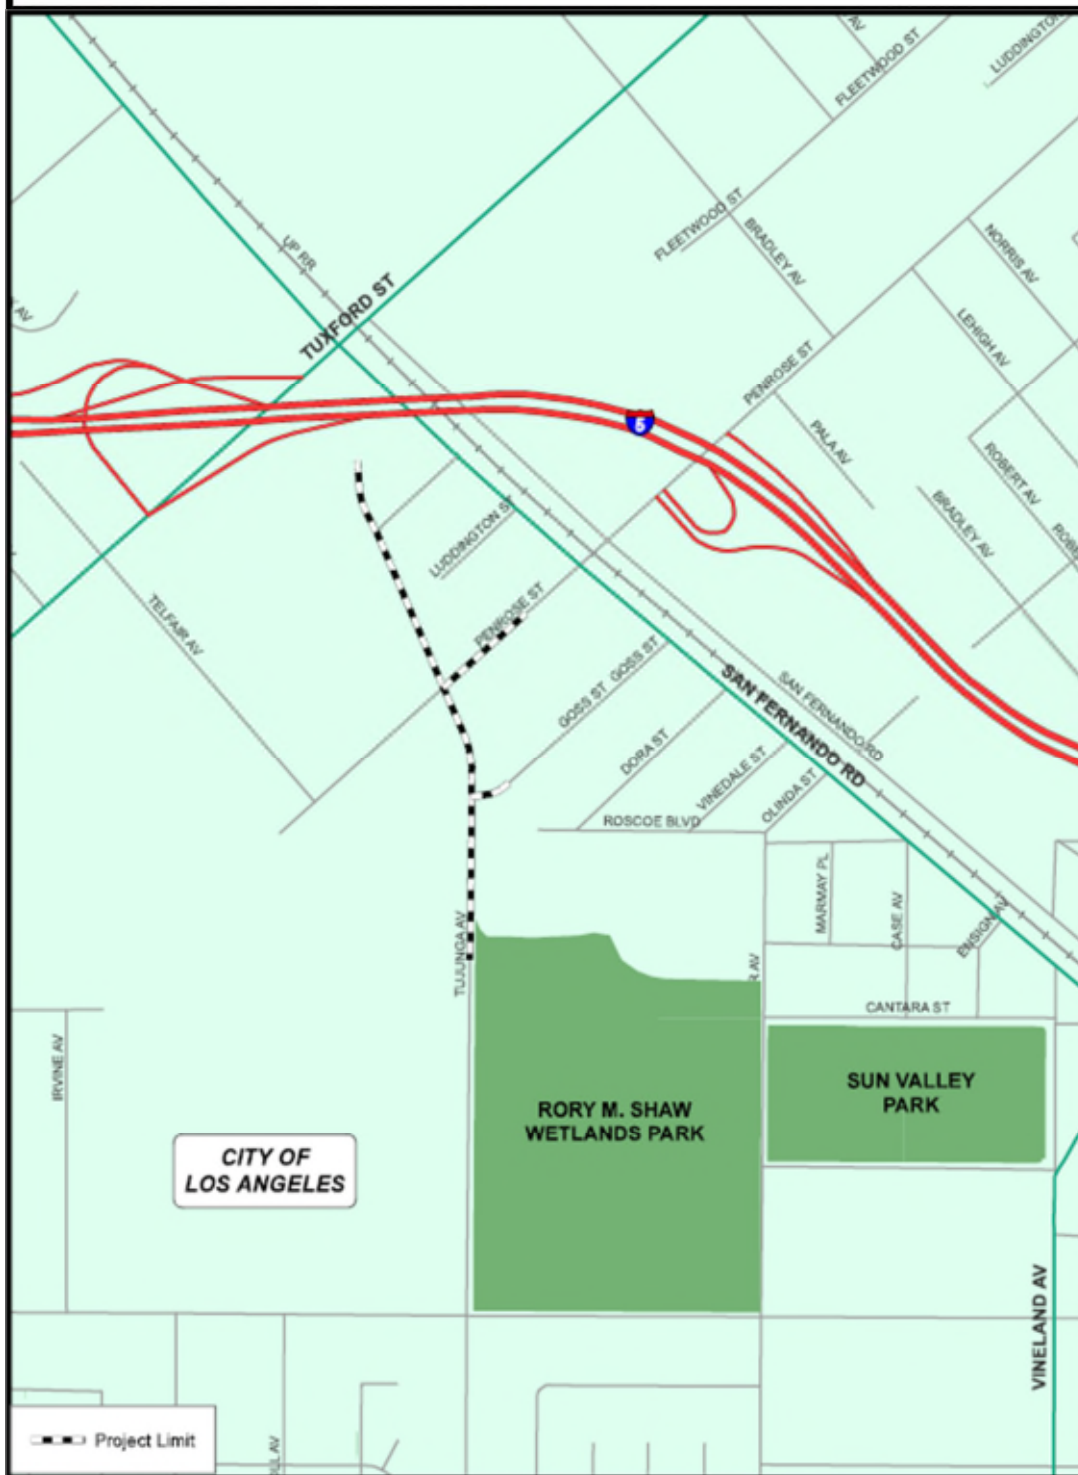 AV
FLEETWOOD ST
LUDDINGTON
UP RR
FLEETWOOD ST
BRADLEY AV
NORRIS AV
AV
TUXFORD ST
LEHIGH AV
PENROSE ST
5
PALA AV
ROBERT AV
BRADLEY AV
LUDDINGTON ST
TELFAIR AV
PENROSE ST
GOSS ST
GOSS ST
SAN FERNANDO RD
SAN FERNANDO RD
DORA ST
VINEDALE ST
OLINDA ST
ROSCOE BLVD
MARMAY PL
CASE AV
ENSIGN AV
TUJUNGA AV
R AV
CANTARA ST
IRVINE AV
SUN VALLEY
PARK
RORY M. SHAW
WETLANDS PARK
CITY OF
LOS ANGELES
VINELAND AV
Project Limit